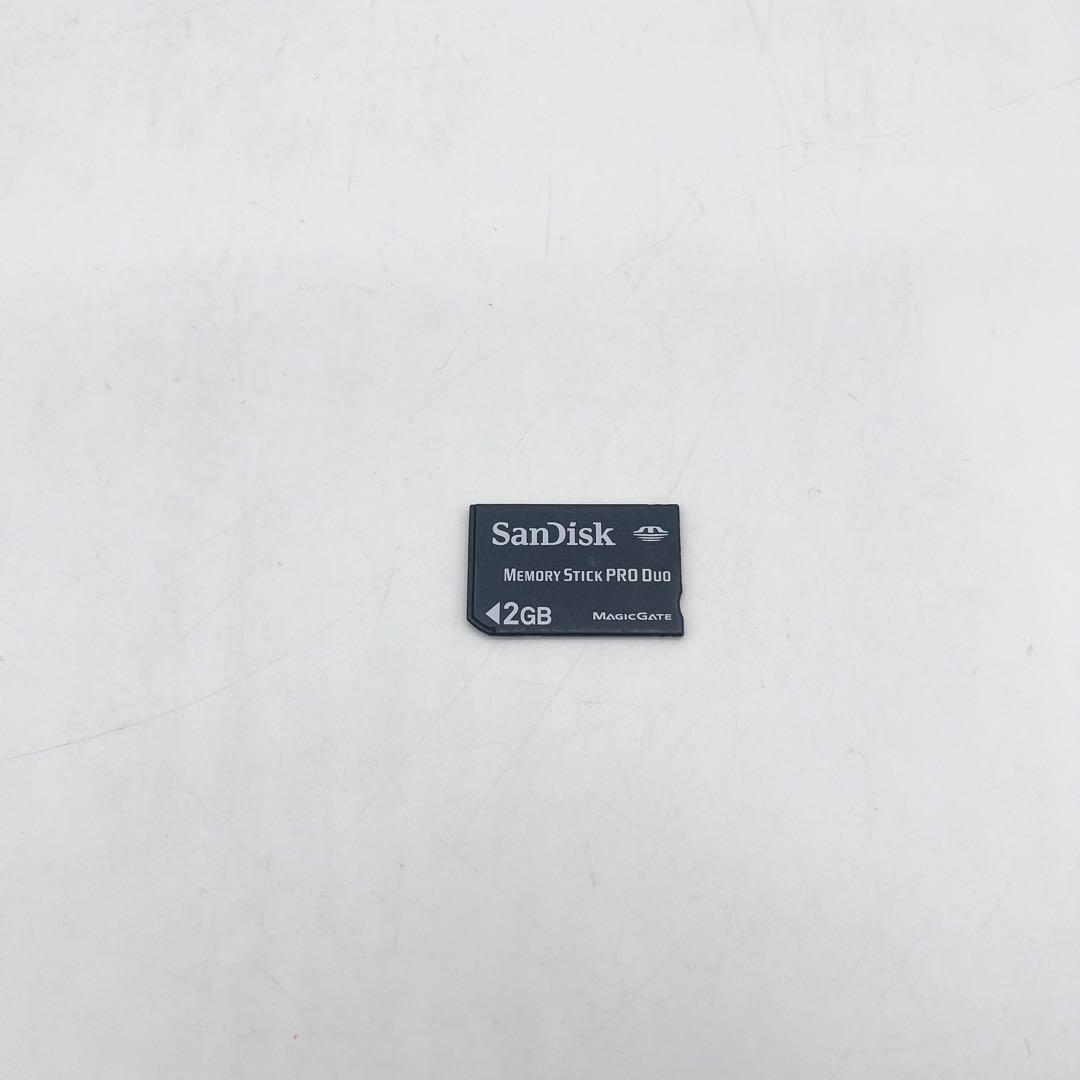 SanDisk
MEMORY STICK PRO DUO
2GB MAGICGATE